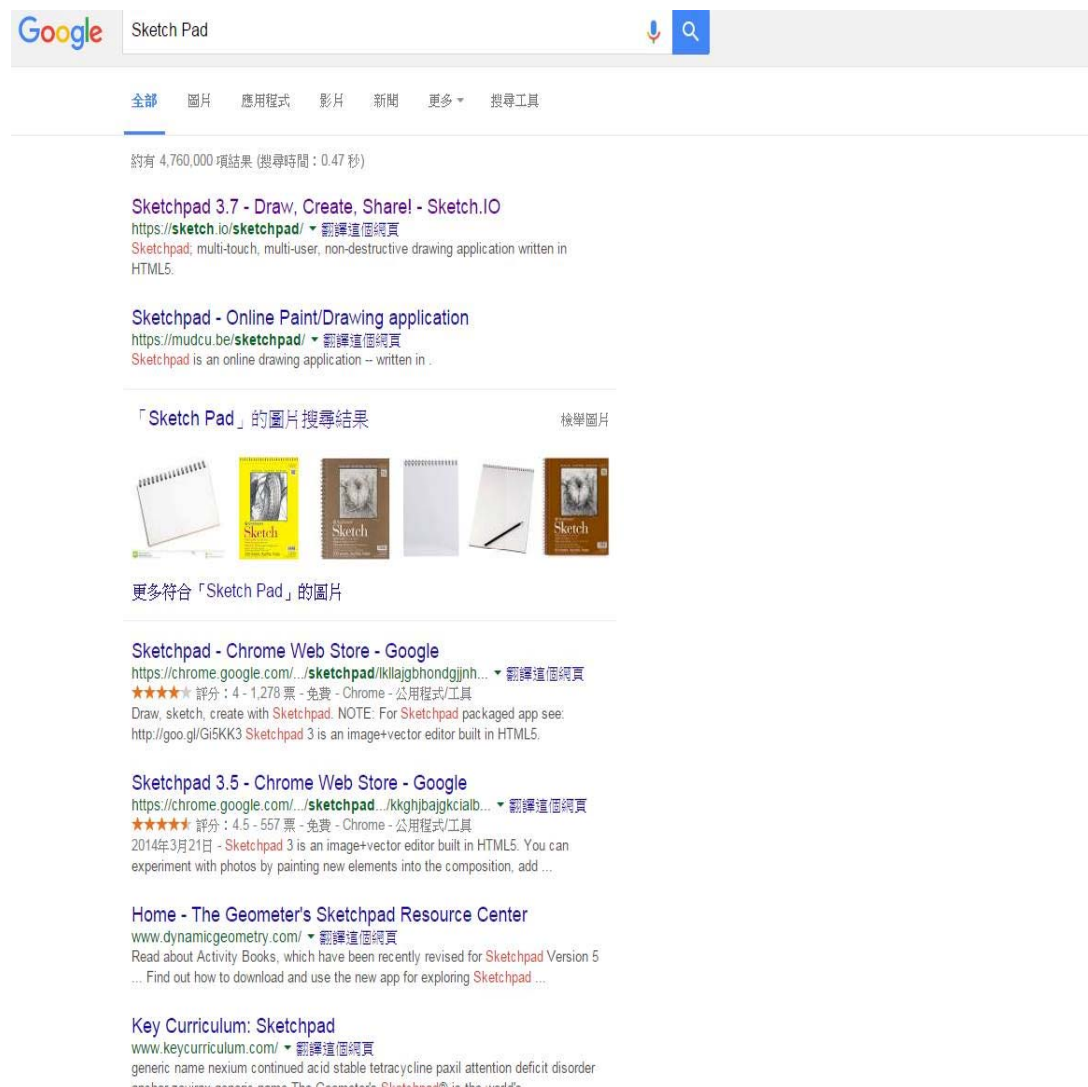 Google
Sketch Pad
全部 圖片 應用程式 影片 新聞 更多 搜尋工具
約有 4,760,000 項結果 (搜尋時間：0.47 秒)
Sketchpad 3.7 - Draw, Create, Share! - Sketch.IO
https://sketch.io/sketchpad/ 翻譯這個網頁
Sketchpad; multi-touch, multi-user, non-destructive drawing application written in
HTML5.
Sketchpad - Online Paint/Drawing application
https://mudcu.be/sketchpad/ 翻譯這個網頁
Sketchpad is an online drawing application -- written in .
「Sketch Pad」的圖片搜尋結果 檢舉圖片
Sketch Sketch Sketch
更多符合「Sketch Pad」的圖片
Sketchpad - Chrome Web Store - Google
https://chrome.google.com/.../sketchpad/lkllajgbhondgjjnh... 翻譯這個網頁
評分：4 - 1,278 票 - 免費 - Chrome - 公用程式/工具
Draw, sketch, create with Sketchpad. NOTE: For Sketchpad packaged app see:
http://goo.gl/Gi5KK3 Sketchpad 3 is an image+vector editor built in HTML5.
Sketchpad 3.5 - Chrome Web Store - Google
https://chrome.google.com/.../sketchpad.../kkghjbajgkcialb... 翻譯這個網頁
評分：4.5 - 557 票 - 免費 - Chrome - 公用程式/工具
2014年3月21日 - Sketchpad 3 is an image+vector editor built in HTML5. You can
experiment with photos by painting new elements into the composition, add ...
Home - The Geometer's Sketchpad Resource Center
www.dynamicgeometry.com/ 翻譯這個網頁
Read about Activity Books, which have been recently revised for Sketchpad Version 5
... Find out how to download and use the new app for exploring Sketchpad ...
Key Curriculum: Sketchpad
www.keycurriculum.com/ 翻譯這個網頁
generic name nexium continued acid stable tetracycline paxil attention deficit disorder
generic name The Geometer's Sketchpad® is the world's